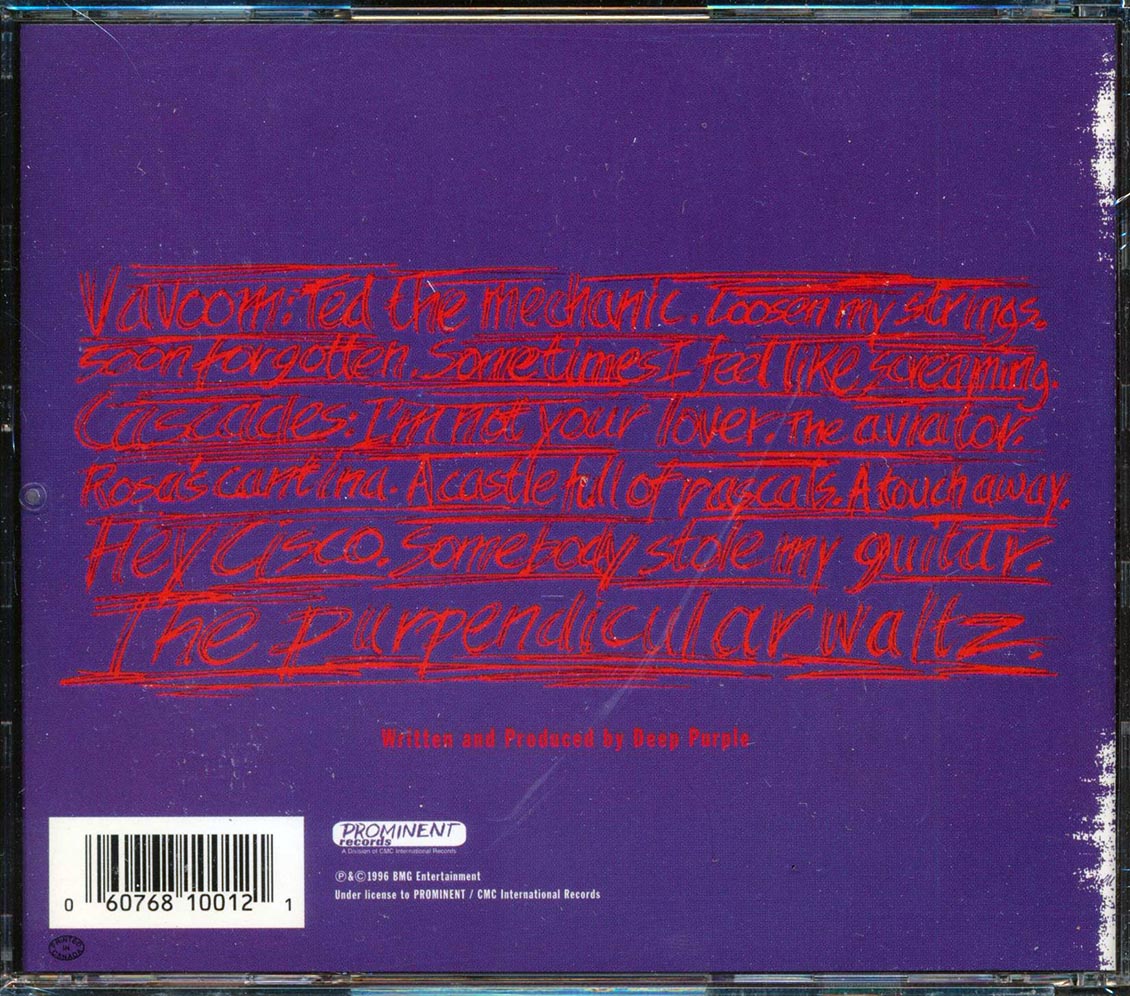 Vavoom: Ted the mechanic. Loosen my strings.
Soon forgotten. Sometimes I feel like screaming.
Cascades: I'm not your lover. The aviator.
Rosa's cantina. A castle full of rascals. A touch away.
Hey Cisco. Somebody stole my guitar.
The purpendicular waltz.
Written and Produced by Deep Purple
PROMINENT
records
A Division of CMC International Records
℗&©1996 BMG Entertainment
Under license to PROMINENT / CMC International Records
0 60768 10012 1
PRINTED
IN
CANADA